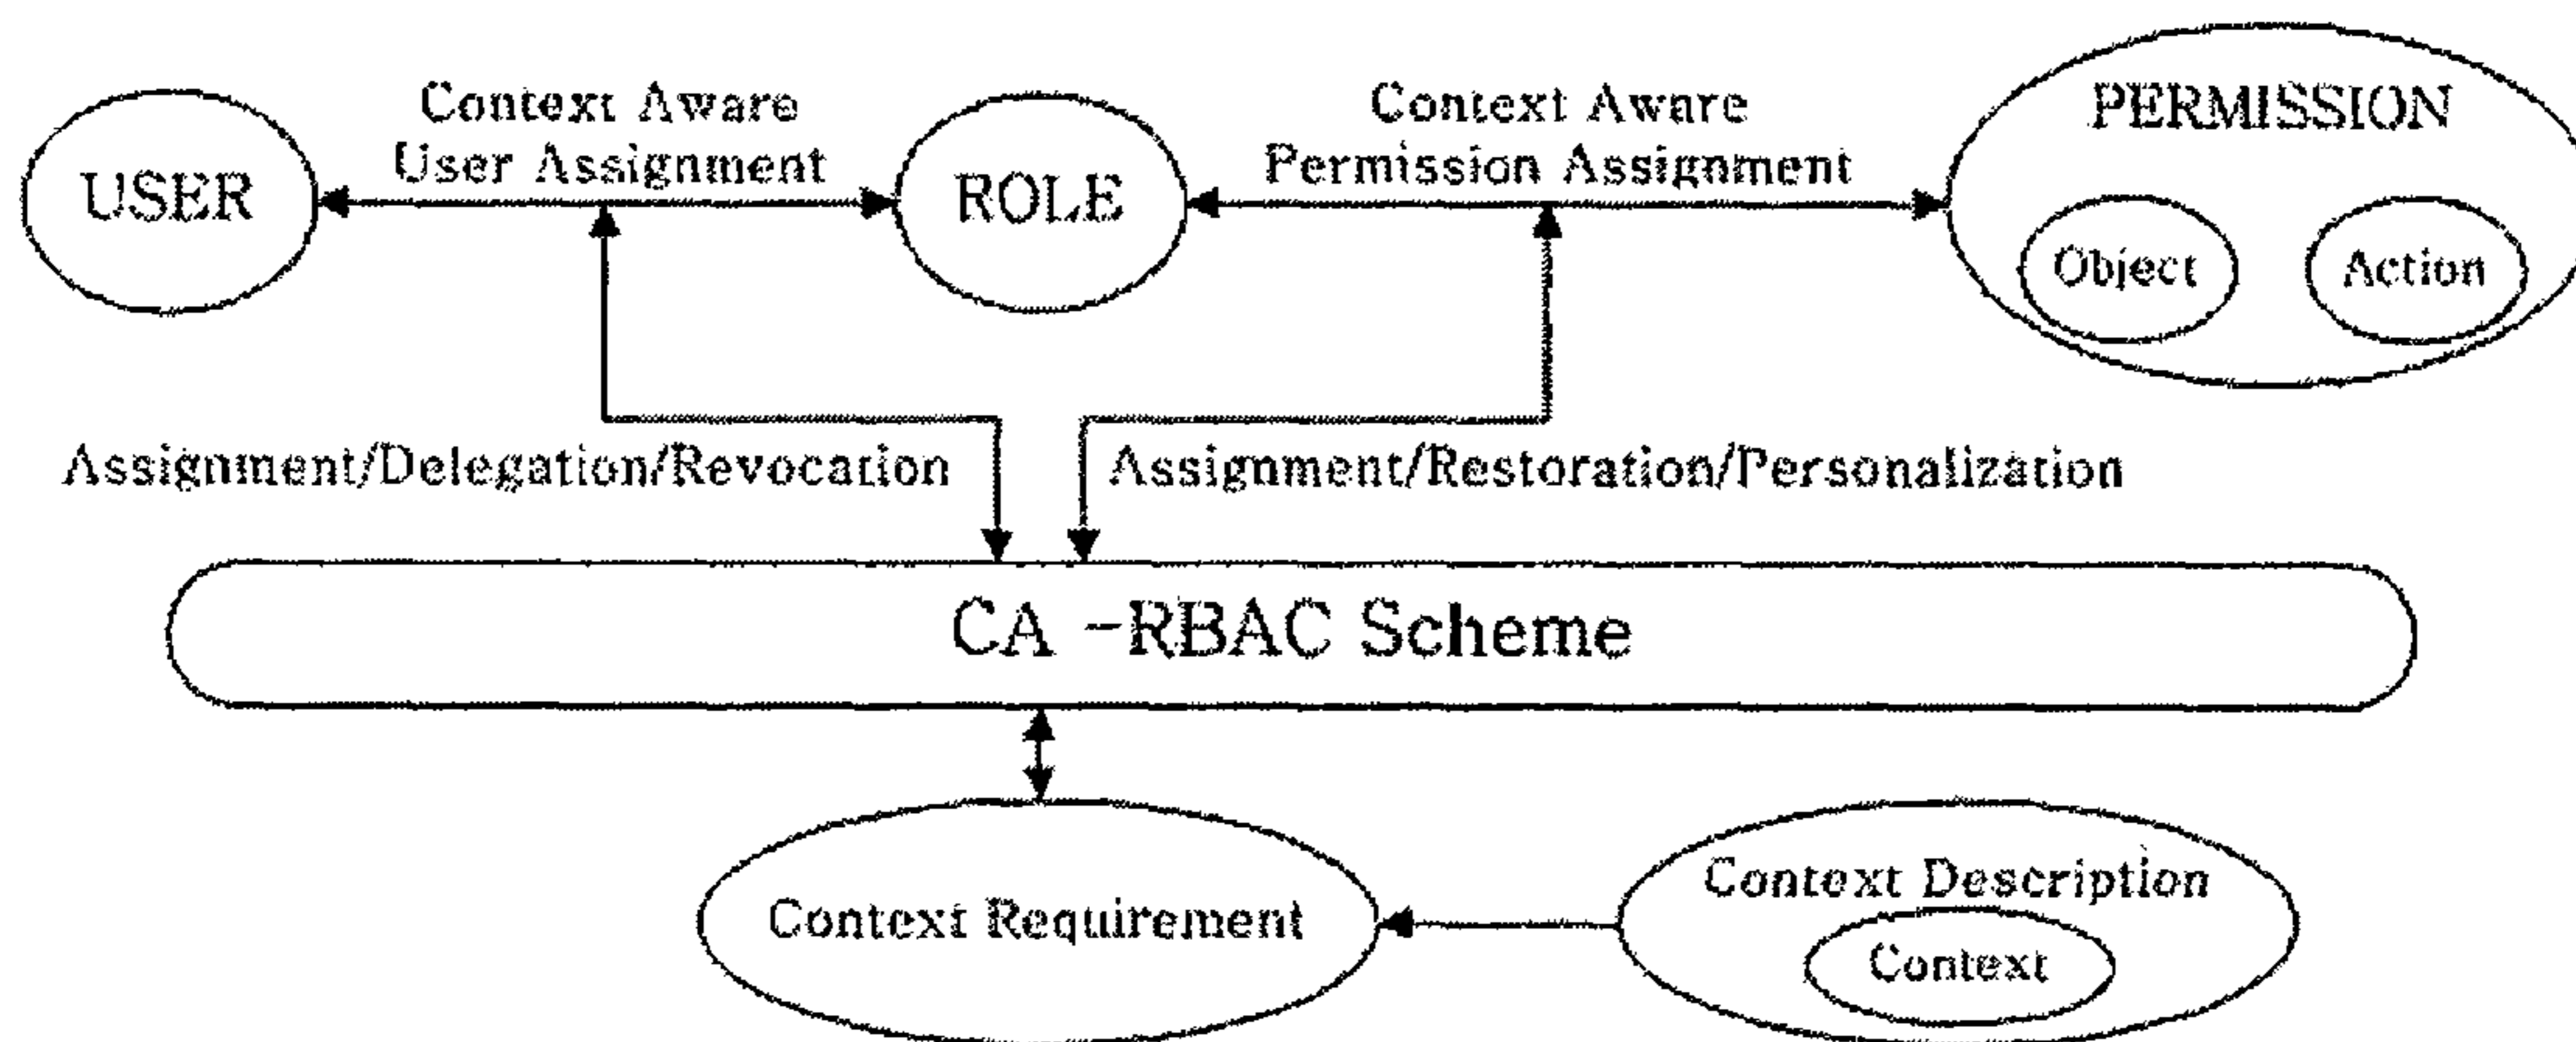 Context Aware
User Assignment
Context Aware
Permission Assignment
PERMISSION
USER
ROLE
Object
Action
Assignment/Delegation/Revocation
Assignment/Restoration/Personalization
CA -RBAC Scheme
Context Requirement
Context Description
Context